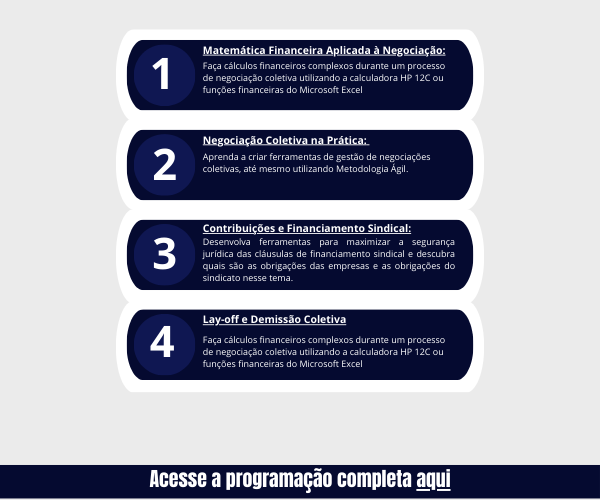 1
Matemática Financeira Aplicada à Negociação:
Faça cálculos financeiros complexos durante um processo
de negociação coletiva utilizando a calculadora HP 12C ou
funções financeiras do Microsoft Excel
2
Negociação Coletiva na Prática:
Aprenda a criar ferramentas de gestão de negociações
coletivas, até mesmo utilizando Metodologia Ágil.
3
Contribuições e Financiamento Sindical:
Desenvolva ferramentas para maximizar a segurança
jurídica das cláusulas de financiamento sindical e descubra
quais são as obrigações das empresas e as obrigações do
sindicato nesse tema.
4
Lay-off e Demissão Coletiva
Faça cálculos financeiros complexos durante um processo
de negociação coletiva utilizando a calculadora HP 12C ou
funções financeiras do Microsoft Excel
Acesse a programação completa aqui